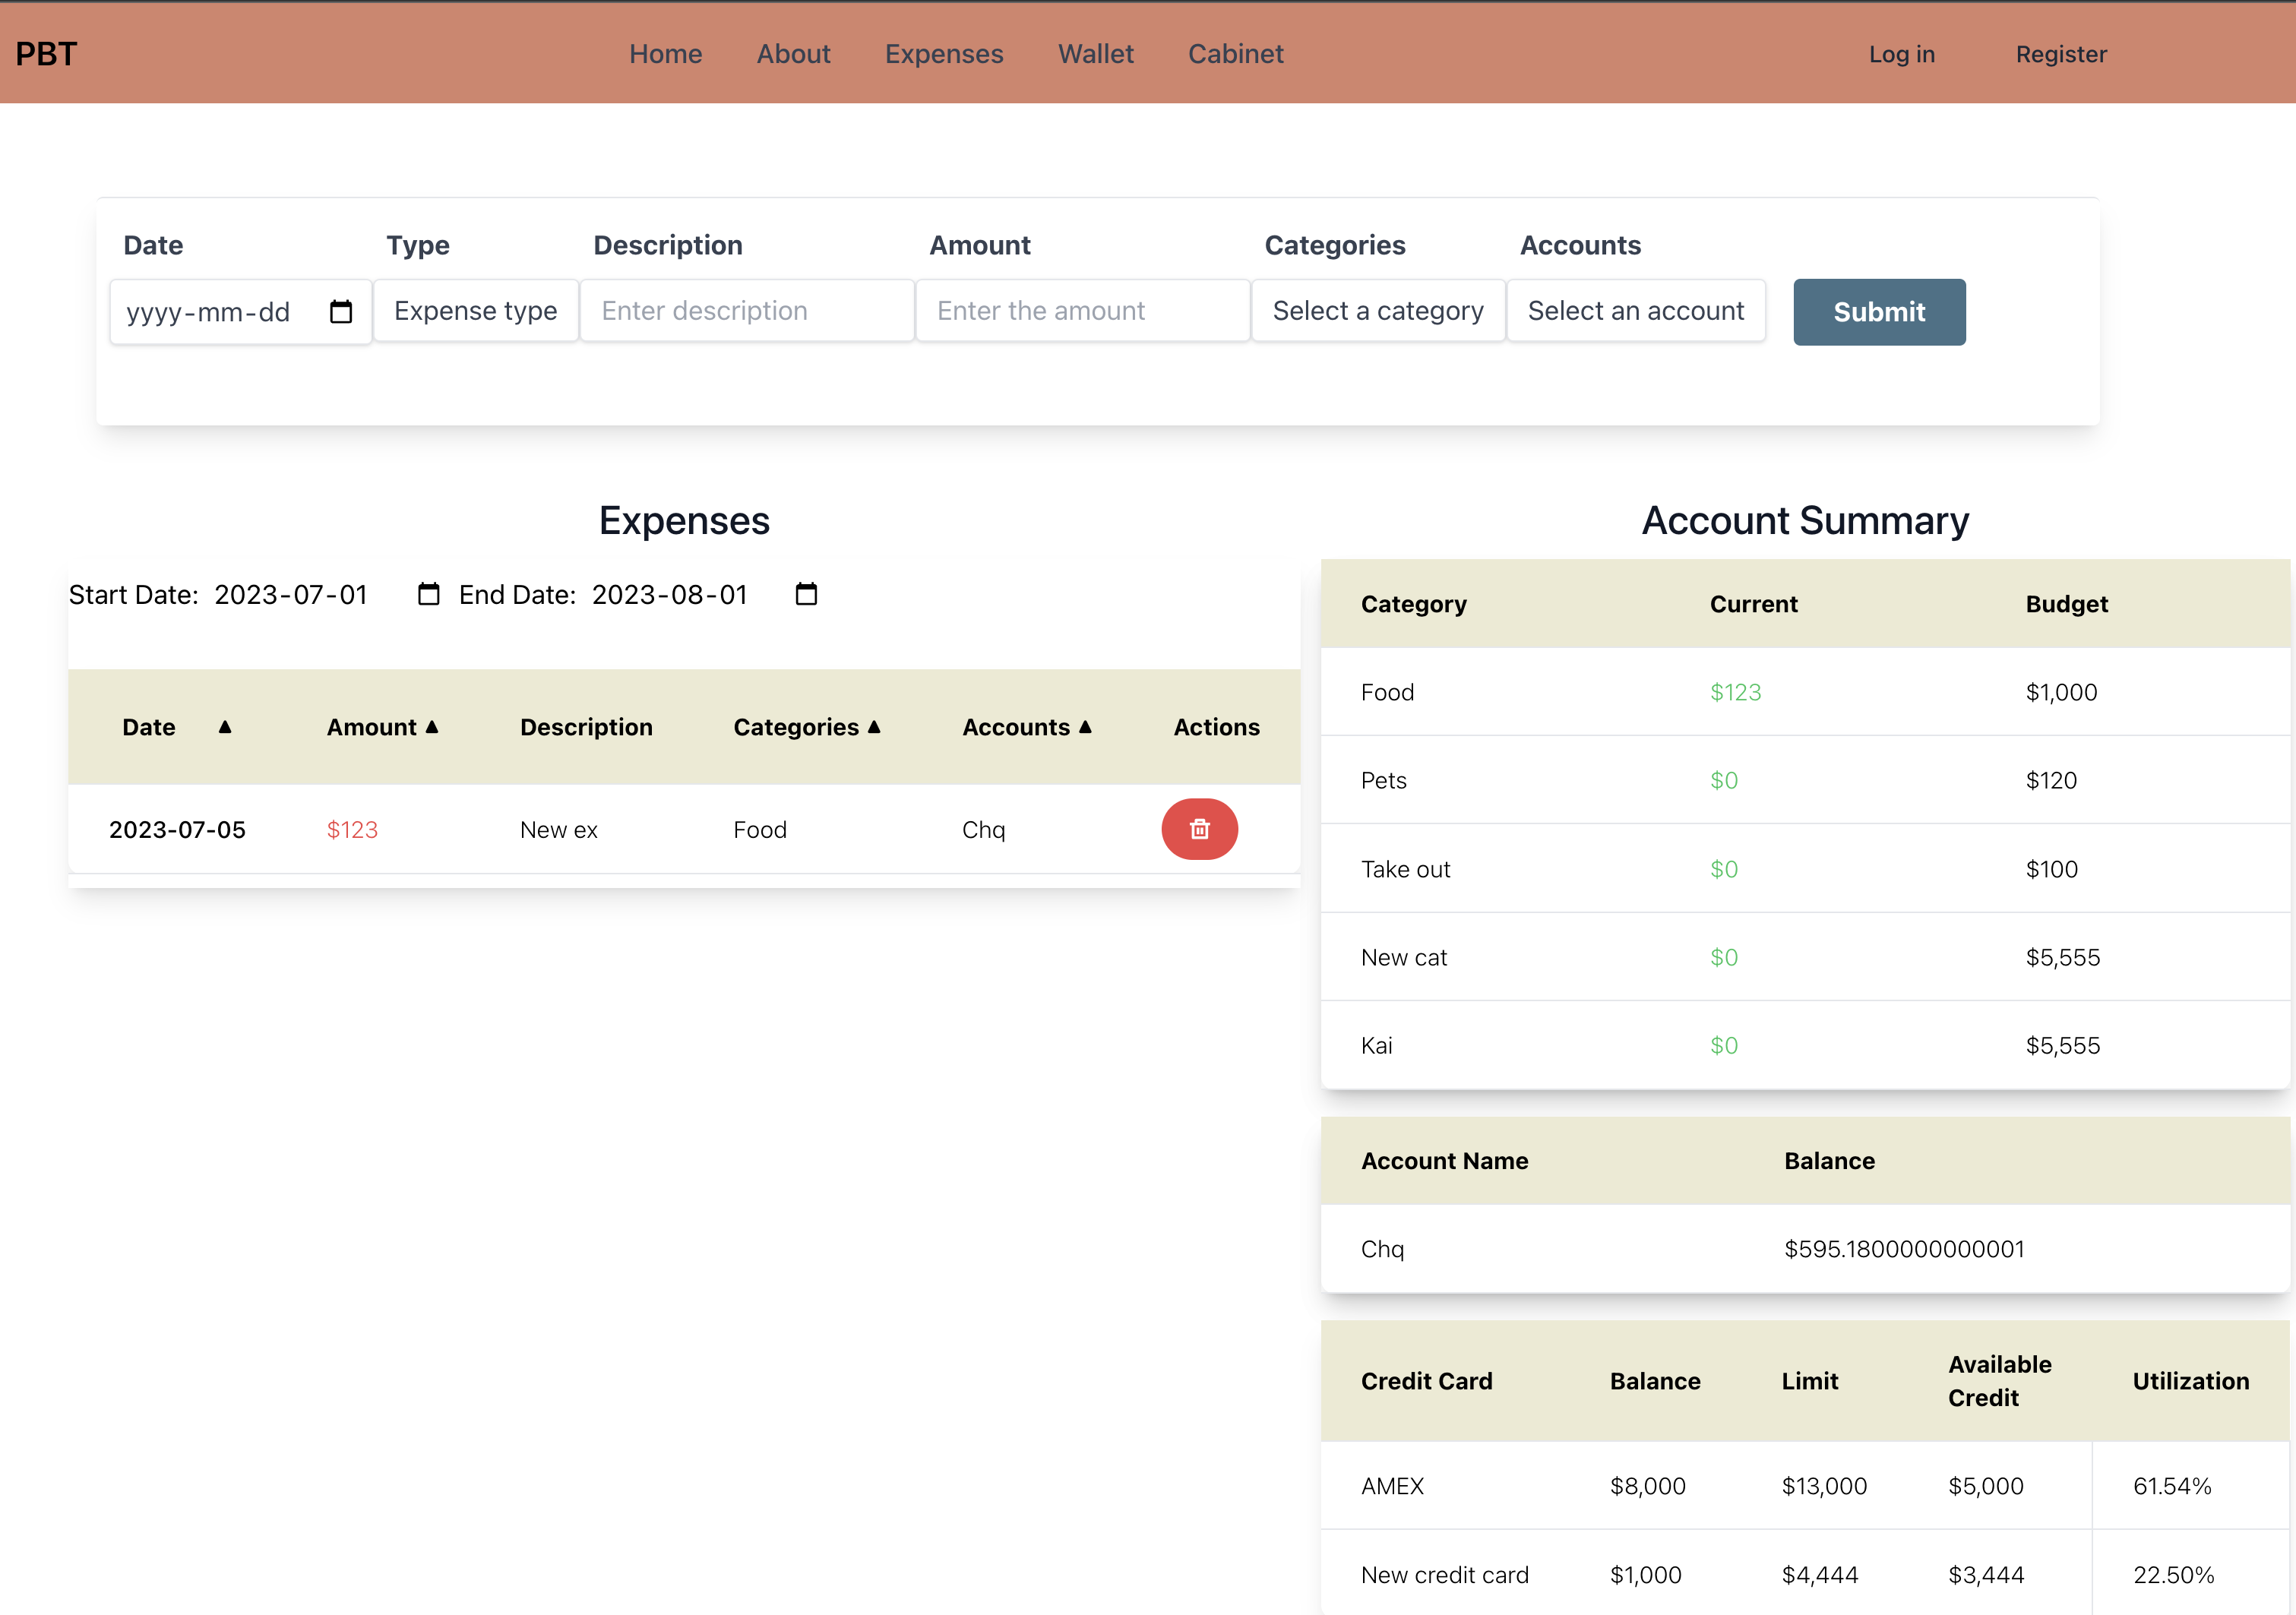 PBT Home About Expenses Wallet Cabinet Log in Register
Date Type Description Amount Categories Accounts
yyyy-mm-dd Expense type Enter description Enter the amount Select a category Select an account Submit
Expenses
Start Date: 2023-07-01 End Date: 2023-08-01
Date ▲ Amount ▲ Description Categories ▲ Accounts ▲ Actions
2023-07-05 $123 New ex Food Chq
Account Summary
Category Current Budget
Food $123 $1,000
Pets $0 $120
Take out $0 $100
New cat $0 $5,555
Kai $0 $5,555
Account Name Balance
Chq $595.1800000000001
Credit Card Balance Limit Available Credit Utilization
AMEX $8,000 $13,000 $5,000 61.54%
New credit card $1,000 $4,444 $3,444 22.50%